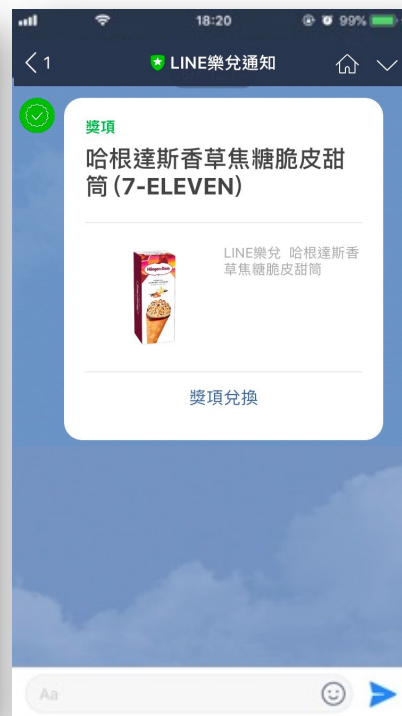 18:20
99%
1
LINE樂兌通知
獎項
哈根達斯香草焦糖脆皮甜
筒(7-ELEVEN)
Häagen-Dazs
LINE樂兌 哈根達斯香
草焦糖脆皮甜筒
獎項兌換
Aa